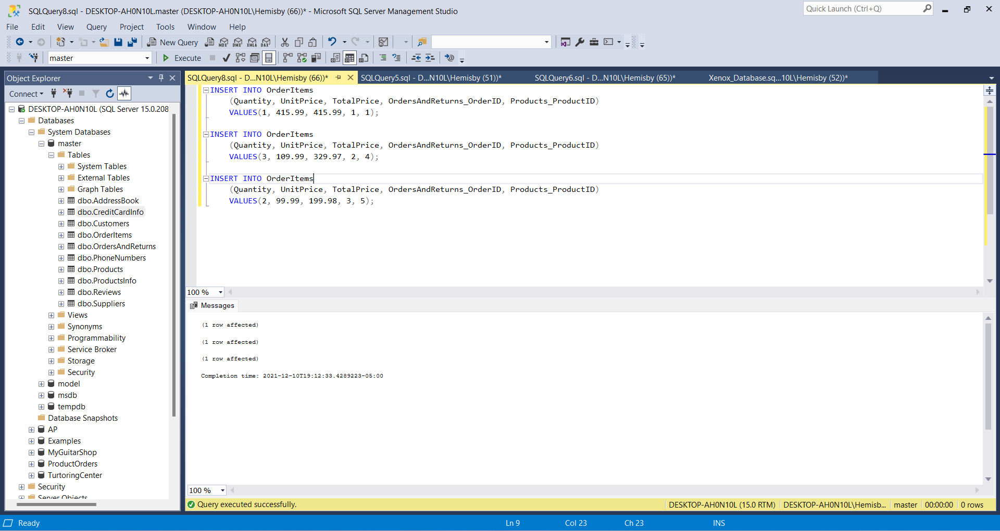 SQLQuery8.sql - DESKTOP-AH0N10L.master (DESKTOP-AH0N10L\Hemisby (66))* - Microsoft SQL Server Management Studio
Quick Launch (Ctrl+Q)
File Edit View Query Project Tools Window Help
New Query MDX DMX XMLA DAX
master Execute
Object Explorer
Connect
DESKTOP-AH0N10L (SQL Server 15.0.208
Databases
System Databases
master
Tables
System Tables
External Tables
Graph Tables
dbo.AddressBook
dbo.CreditCardInfo
dbo.Customers
dbo.OrderItems
dbo.OrdersAndReturns
dbo.PhoneNumbers
dbo.Products
dbo.ProductsInfo
dbo.Reviews
dbo.Suppliers
Views
Synonyms
Programmability
Service Broker
Storage
Security
model
msdb
tempdb
Database Snapshots
AP
Examples
MyGuitarShop
ProductOrders
TurtoringCenter
Security
Server Objects
SQLQuery8.sql - D...N10L\Hemisby (66))* SQLQuery5.sql - D...N10L\Hemisby (51))* SQLQuery6.sql - D...N10L\Hemisby (65))* Xenox_Database.sq...10L\Hemisby (52))*
INSERT INTO OrderItems
(Quantity, UnitPrice, TotalPrice, OrdersAndReturns_OrderID, Products_ProductID)
VALUES(1, 415.99, 415.99, 1, 1);
INSERT INTO OrderItems
(Quantity, UnitPrice, TotalPrice, OrdersAndReturns_OrderID, Products_ProductID)
VALUES(3, 109.99, 329.97, 2, 4);
INSERT INTO OrderItems
(Quantity, UnitPrice, TotalPrice, OrdersAndReturns_OrderID, Products_ProductID)
VALUES(2, 99.99, 199.98, 3, 5);
100 %
Messages
(1 row affected)
(1 row affected)
(1 row affected)
Completion time: 2021-12-10T19:12:33.4289223-05:00
100 %
Query executed successfully. DESKTOP-AH0N10L (15.0 RTM) DESKTOP-AH0N10L\Hemisb... master 00:00:00 0 rows
Ready Ln 9 Col 23 Ch 23 INS